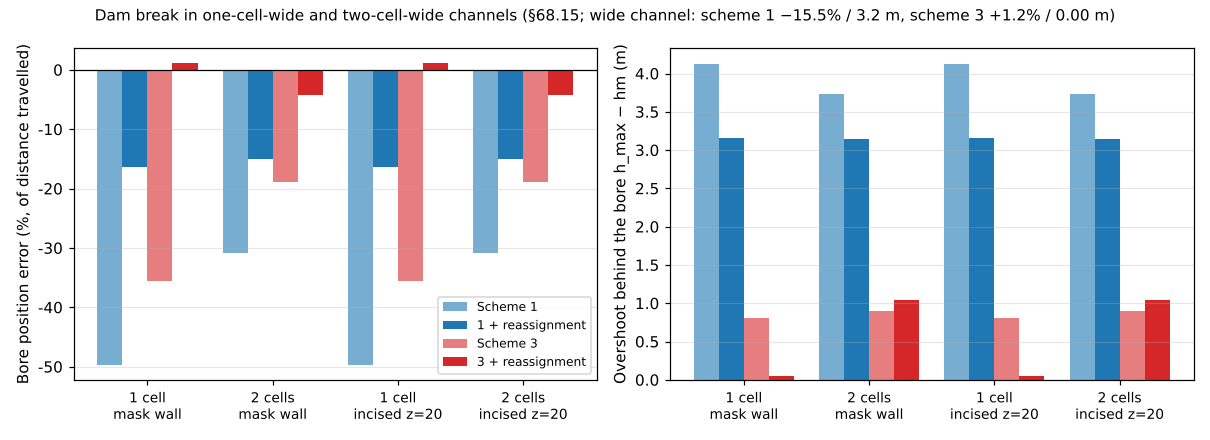 Dam break in one-cell-wide and two-cell-wide channels (§68.15; wide channel: scheme 1 −15.5% / 3.2 m, scheme 3 +1.2% / 0.00 m)
Bore position error (%, of distance travelled)
0
-10
-20
-30
-40
-50
1 cell
mask wall
2 cells
mask wall
1 cell
incised z=20
2 cells
incised z=20
Scheme 1
1 + reassignment
Scheme 3
3 + reassignment
Overshoot behind the bore h_max − hm (m)
4.0
3.5
3.0
2.5
2.0
1.5
1.0
0.5
0.0
1 cell
mask wall
2 cells
mask wall
1 cell
incised z=20
2 cells
incised z=20